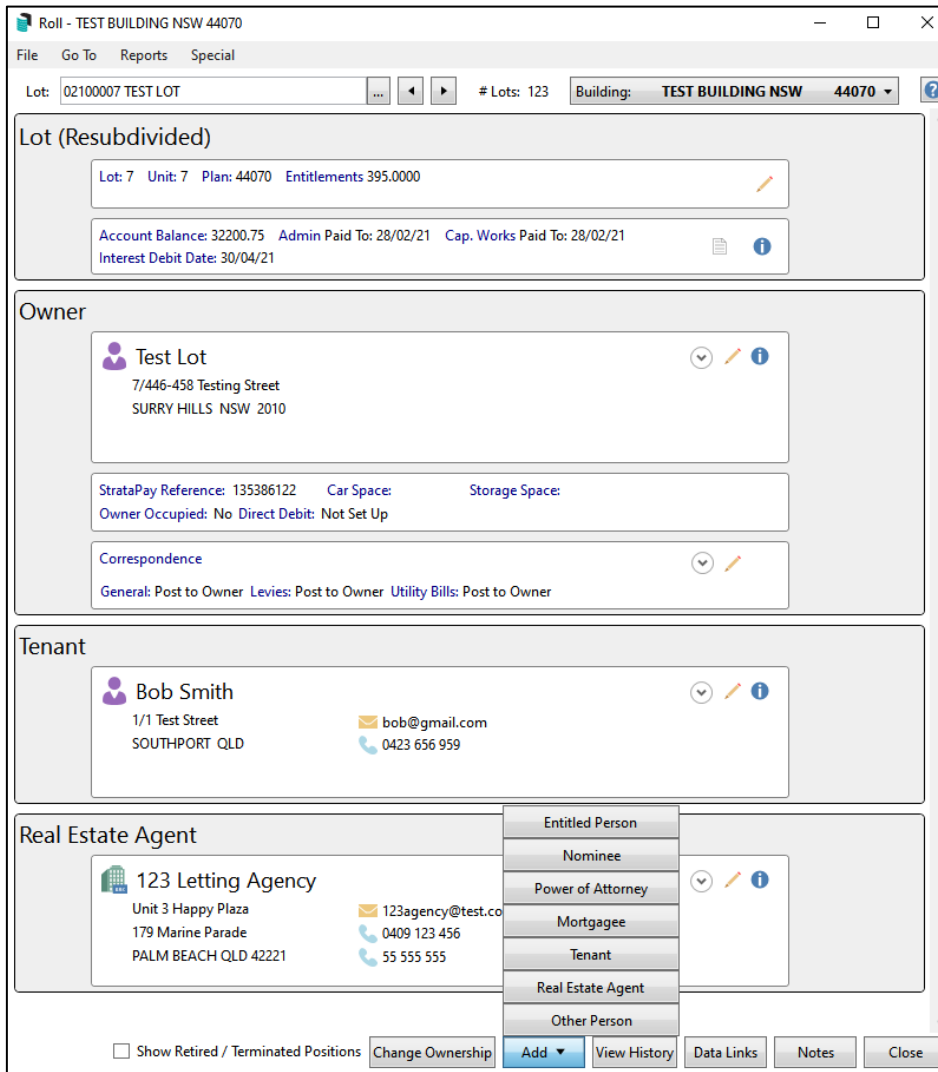 Roll - TEST BUILDING NSW 44070
File Go To Reports Special
Lot: 02100007 TEST LOT ... # Lots: 123 Building: TEST BUILDING NSW 44070 ?
Lot (Resubdivided)
Lot: 7 Unit: 7 Plan: 44070 Entitlements 395.0000
Account Balance: 32200.75 Admin Paid To: 28/02/21 Cap. Works Paid To: 28/02/21
Interest Debit Date: 30/04/21
Owner
Test Lot
7/446-458 Testing Street
SURRY HILLS NSW 2010
StrataPay Reference: 135386122 Car Space: Storage Space:
Owner Occupied: No Direct Debit: Not Set Up
Correspondence
General: Post to Owner Levies: Post to Owner Utility Bills: Post to Owner
Tenant
Bob Smith
1/1 Test Street bob@gmail.com
SOUTHPORT QLD 0423 656 959
Real Estate Agent
123 Letting Agency
Unit 3 Happy Plaza 123agency@test.co
179 Marine Parade 0409 123 456
PALM BEACH QLD 42221 55 555 555
Entitled Person
Nominee
Power of Attorney
Mortgagee
Tenant
Real Estate Agent
Other Person
Show Retired / Terminated Positions Change Ownership Add View History Data Links Notes Close